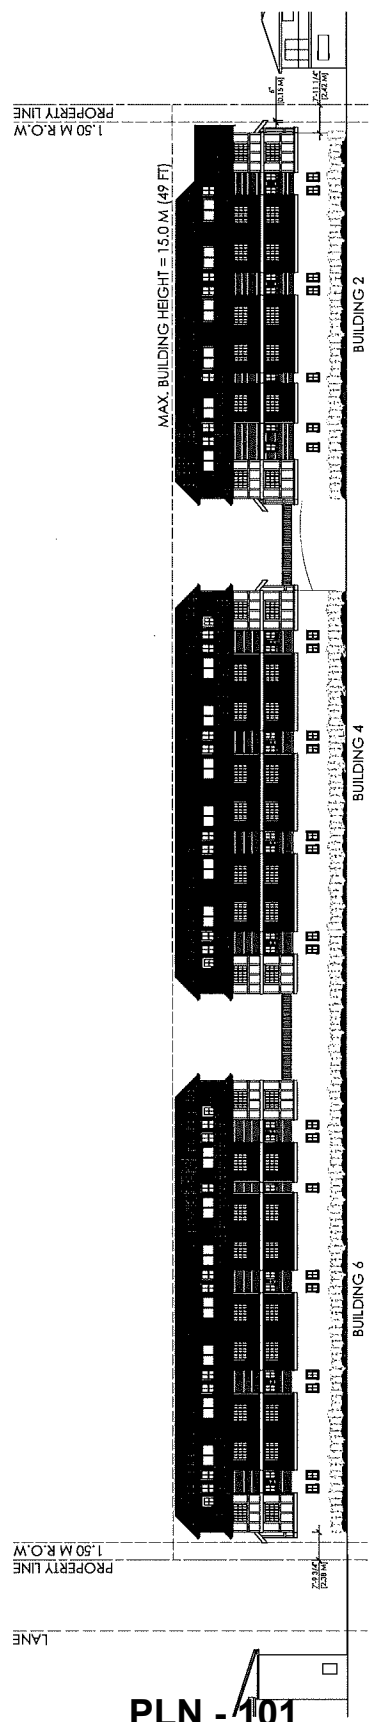 PROPERTY LINE
1.50 M R.O.W
6"
[0.15 M]
7'-11 1/4"
[2.42 M]
MAX. BUILDING HEIGHT = 15.0 M (49 FT)
BUILDING 2
BUILDING 4
BUILDING 6
1.50 M R.O.W
PROPERTY LINE
7'-9 3/4"
[2.38 M]
LANE
PLN - 101